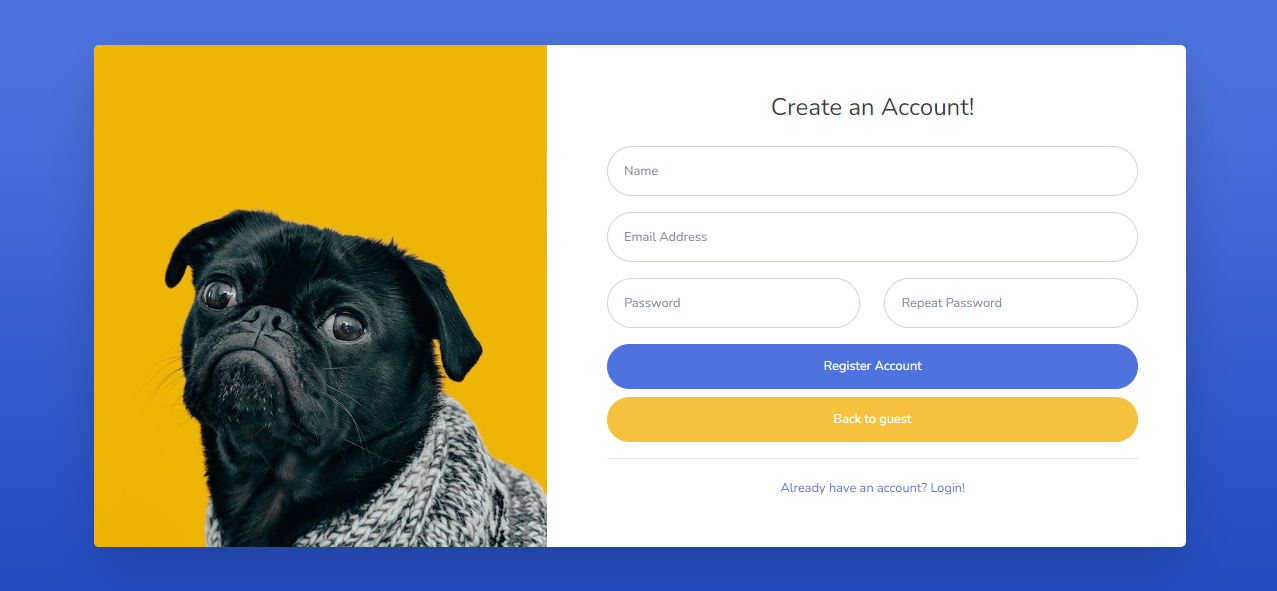 Create an Account!
Name
Email Address
Password
Repeat Password
Register Account
Back to guest
Already have an account? Login!